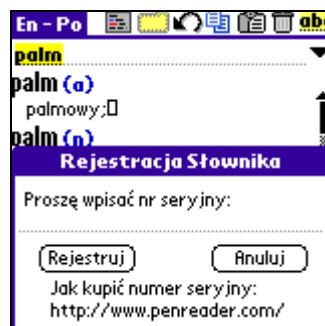 En - Po abc
palm
palm (a)
palmowy;
palm (n)
Rejestracja Słownika
Proszę wpisać nr seryjny:
Rejestruj Anuluj
Jak kupić numer seryjny:
http://www.penreader.com/